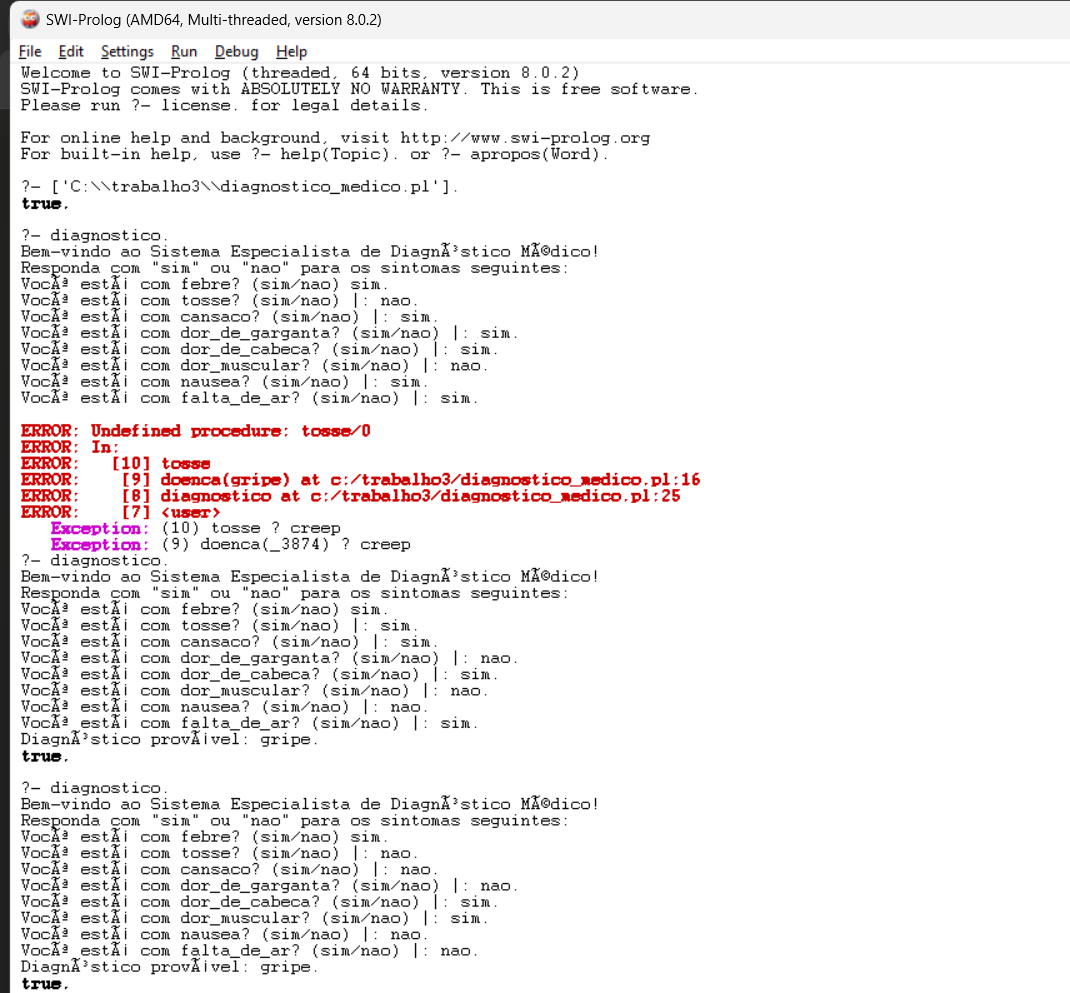 SWI-Prolog (AMD64, Multi-threaded, version 8.0.2)
File Edit Settings Run Debug Help
Welcome to SWI-Prolog (threaded, 64 bits, version 8.0.2)
SWI-Prolog comes with ABSOLUTELY NO WARRANTY. This is free software.
Please run ?- license. for legal details.
For online help and background, visit http://www.swi-prolog.org
For built-in help, use ?- help(Topic). or ?- apropos(Word).
?- ['C:\\trabalho3\\diagnostico_medico.pl'].
true.
?- diagnostico.
Bem-vindo ao Sistema Especialista de DiagnÃ³stico MÃ©dico!
Responda com "sim" ou "nao" para os sintomas seguintes:
VocÃª estÃ¡ com febre? (sim/nao) sim.
VocÃª estÃ¡ com tosse? (sim/nao) |: nao.
VocÃª estÃ¡ com cansaco? (sim/nao) |: sim.
VocÃª estÃ¡ com dor_de_garganta? (sim/nao) |: sim.
VocÃª estÃ¡ com dor_de_cabeca? (sim/nao) |: sim.
VocÃª estÃ¡ com dor_muscular? (sim/nao) |: nao.
VocÃª estÃ¡ com nausea? (sim/nao) |: sim.
VocÃª estÃ¡ com falta_de_ar? (sim/nao) |: sim.
ERROR: Undefined procedure: tosse/0
ERROR: In:
ERROR:   [10] tosse
ERROR:    [9] doenca(gripe) at c:/trabalho3/diagnostico_medico.pl:16
ERROR:    [8] diagnostico at c:/trabalho3/diagnostico_medico.pl:25
ERROR:    [7] <user>
   Exception: (10) tosse ? creep
   Exception: (9) doenca(_3874) ? creep
?- diagnostico.
Bem-vindo ao Sistema Especialista de DiagnÃ³stico MÃ©dico!
Responda com "sim" ou "nao" para os sintomas seguintes:
VocÃª estÃ¡ com febre? (sim/nao) sim.
VocÃª estÃ¡ com tosse? (sim/nao) |: sim.
VocÃª estÃ¡ com cansaco? (sim/nao) |: sim.
VocÃª estÃ¡ com dor_de_garganta? (sim/nao) |: nao.
VocÃª estÃ¡ com dor_de_cabeca? (sim/nao) |: sim.
VocÃª estÃ¡ com dor_muscular? (sim/nao) |: nao.
VocÃª estÃ¡ com nausea? (sim/nao) |: nao.
VocÃª estÃ¡ com falta_de_ar? (sim/nao) |: sim.
DiagnÃ³stico provÃ¡vel: gripe.
true.
?- diagnostico.
Bem-vindo ao Sistema Especialista de DiagnÃ³stico MÃ©dico!
Responda com "sim" ou "nao" para os sintomas seguintes:
VocÃª estÃ¡ com febre? (sim/nao) sim.
VocÃª estÃ¡ com tosse? (sim/nao) |: nao.
VocÃª estÃ¡ com cansaco? (sim/nao) |: nao.
VocÃª estÃ¡ com dor_de_garganta? (sim/nao) |: nao.
VocÃª estÃ¡ com dor_de_cabeca? (sim/nao) |: sim.
VocÃª estÃ¡ com dor_muscular? (sim/nao) |: sim.
VocÃª estÃ¡ com nausea? (sim/nao) |: nao.
VocÃª estÃ¡ com falta_de_ar? (sim/nao) |: nao.
DiagnÃ³stico provÃ¡vel: gripe.
true.